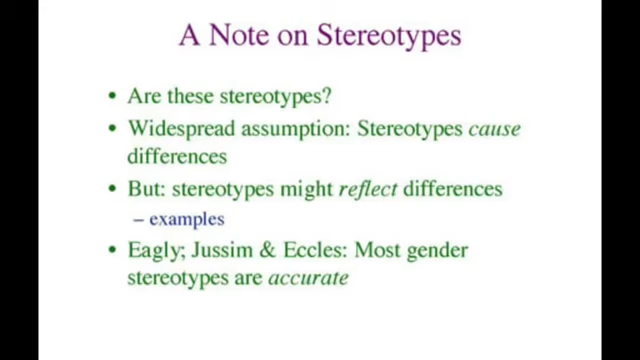 A Note on Stereotypes
• Are these stereotypes?
• Widespread assumption: Stereotypes cause
differences
• But: stereotypes might reflect differences
– examples
• Eagly; Jussim & Eccles: Most gender
stereotypes are accurate